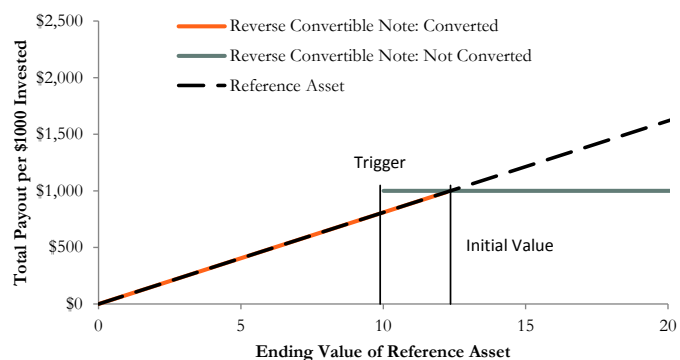 $2,500
Reverse Convertible Note: Converted
Reverse Convertible Note: Not Converted
Reference Asset
$2,000
$1,500
$1,000
$500
$0
Total Payout per $1000 Invested
Trigger
Initial Value
0
5
10
15
20
Ending Value of Reference Asset